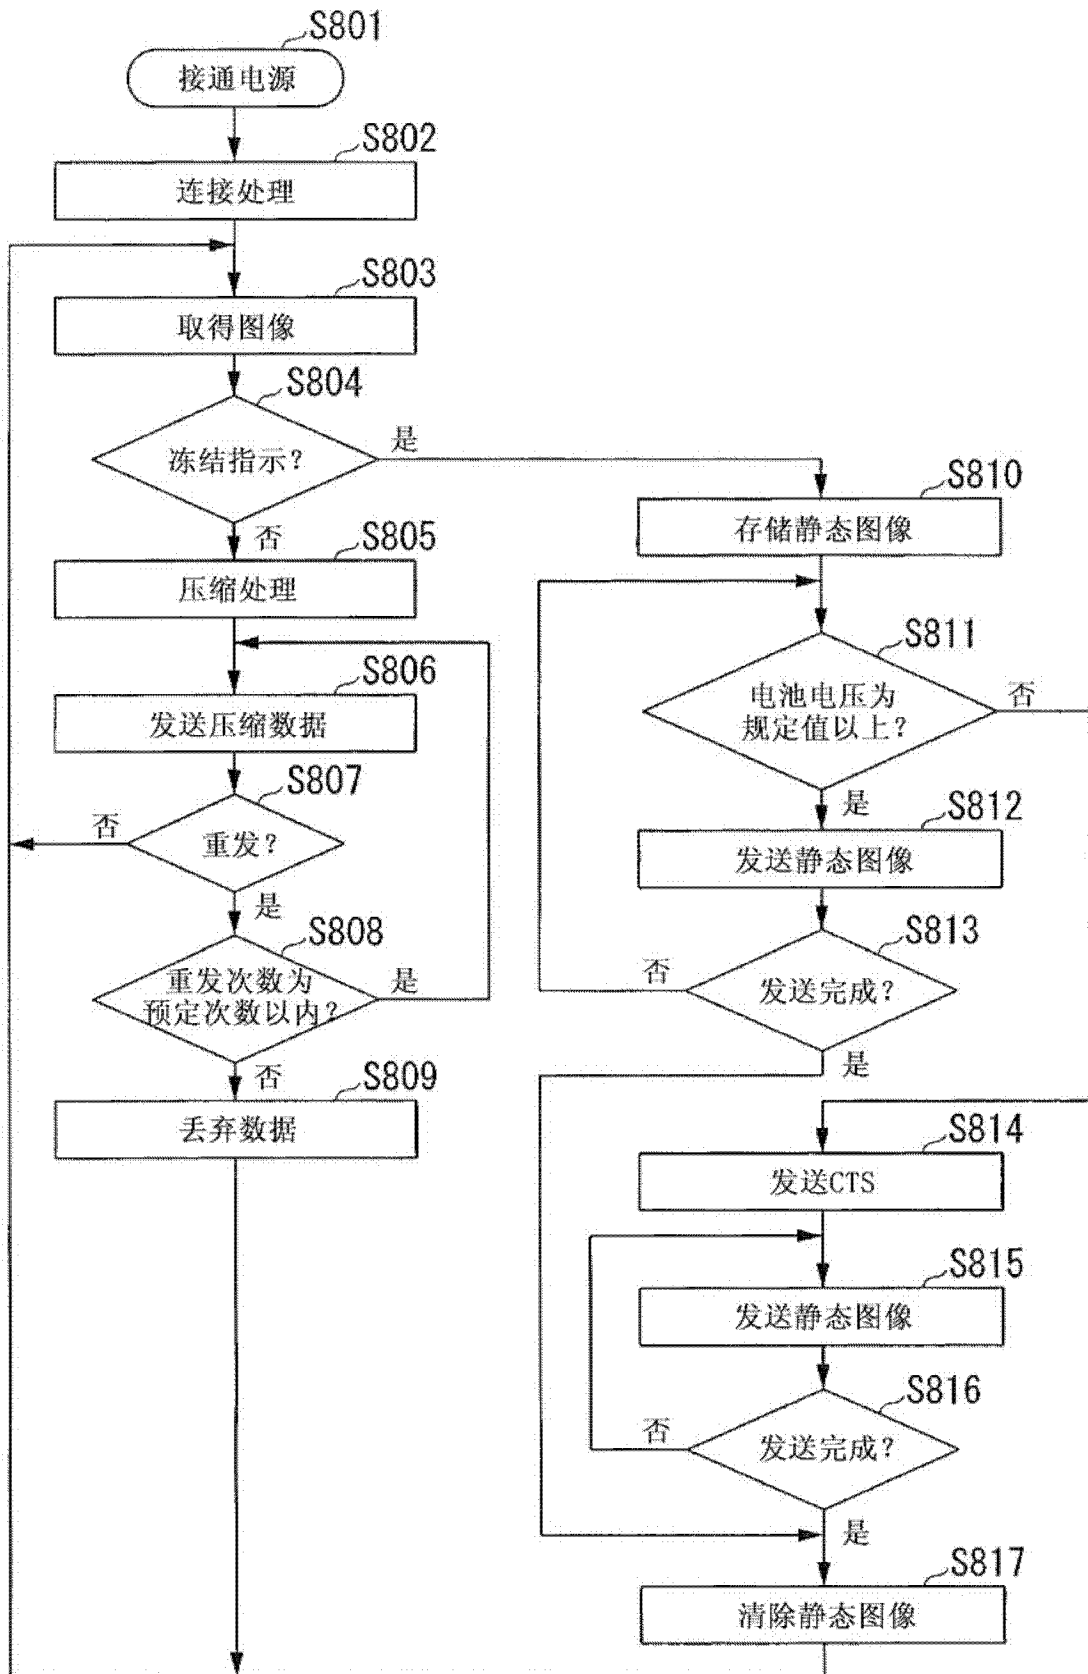 S801
接通电源
S802
连接处理
S803
取得图像
S804
冻结指示?
是
否
S805
压缩处理
S806
发送压缩数据
S807
重发?
否
是
S808
重发次数为
预定次数以内?
是
否
S809
丢弃数据
S810
存储静态图像
S811
电池电压为
规定值以上?
否
是
S812
发送静态图像
S813
发送完成?
否
是
S814
发送CTS
S815
发送静态图像
S816
发送完成?
否
是
S817
清除静态图像